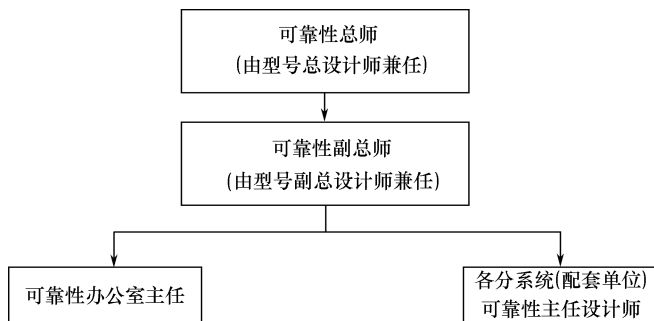 可靠性总师
(由型号总设计师兼任)
可靠性副总师
(由型号副总设计师兼任)
可靠性办公室主任
各分系统(配套单位)
可靠性主任设计师